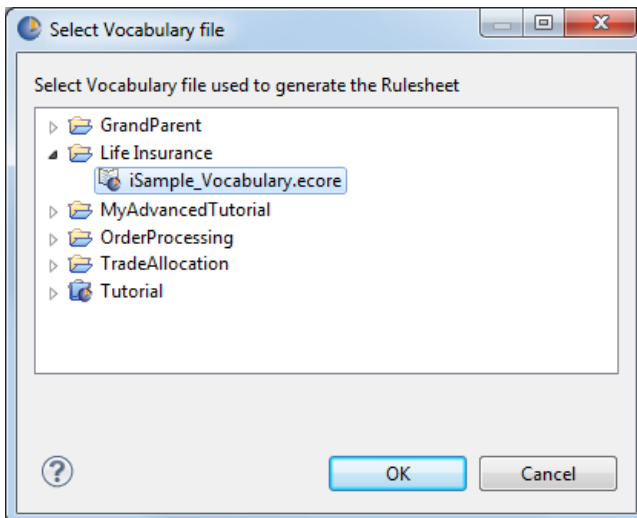 Select Vocabulary file
Select Vocabulary file used to generate the Rulesheet
GrandParent
Life Insurance
iSample_Vocabulary.ecore
MyAdvancedTutorial
OrderProcessing
TradeAllocation
Tutorial
?
OK Cancel